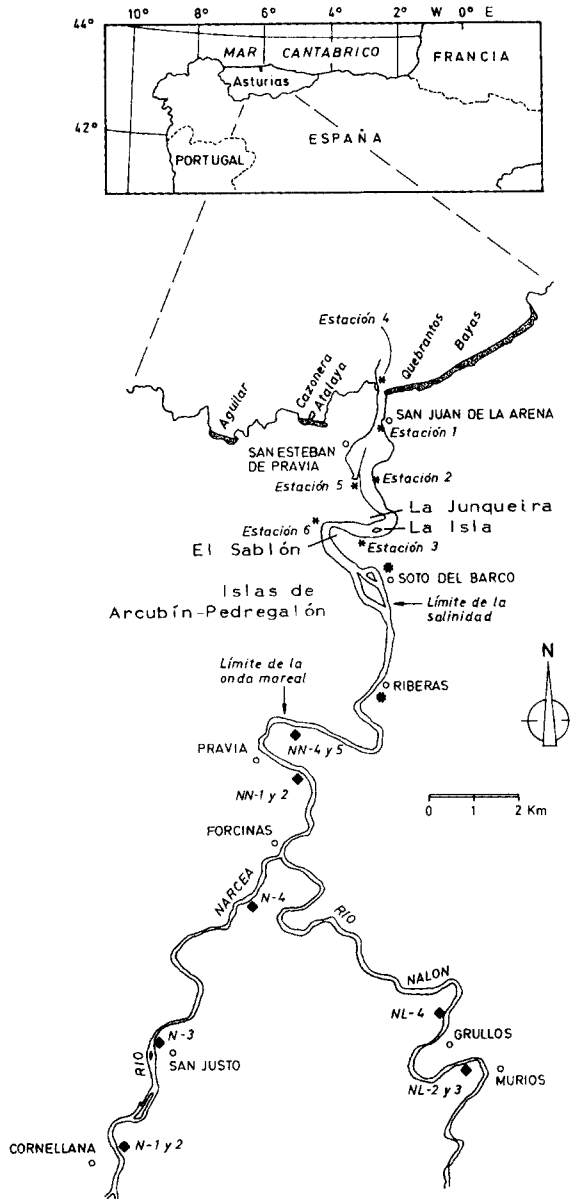 10° 8° 6° 4° 2° W 0° E
44°
MAR CANTABRICO
FRANCIA
Asturias
42°
ESPAÑA
PORTUGAL
Estación 4
Quebrantos
Bayas
Cazonera
Atalaya
Aguilar
SAN JUAN DE LA ARENA
Estación 1
SAN ESTEBAN
DE PRAVIA
Estación 2
Estación 5
La Junqueira
Estación 6
La Isla
El Sablón
Estación 3
Islas de
Arcubín-Pedregalón
SOTO DEL BARCO
Límite de la
salinidad
Límite de la
onda mareal
RIBERAS
N
NN-4 y 5
PRAVIA
NN-1 y 2
0 1 2 Km
FORCINAS
NARCEA
N-4
RIO
NALON
NL-4
N-3
GRULLOS
RIO
SAN JUSTO
NL-2 y 3
MURIOS
CORNELLANA
N-1 y 2